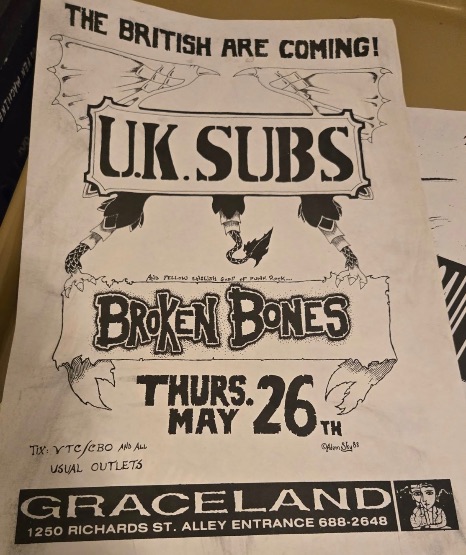 THE BRITISH ARE COMING!
U.K. SUBS
AND FELLOW ENGLISH GODS OF PUNK ROCK...
BROKEN BONES
THURS.
MAY 26TH
TIX: VTC/CBO AND ALL
USUAL OUTLETS
GRACELAND
1250 RICHARDS ST. ALLEY ENTRANCE 688-2648